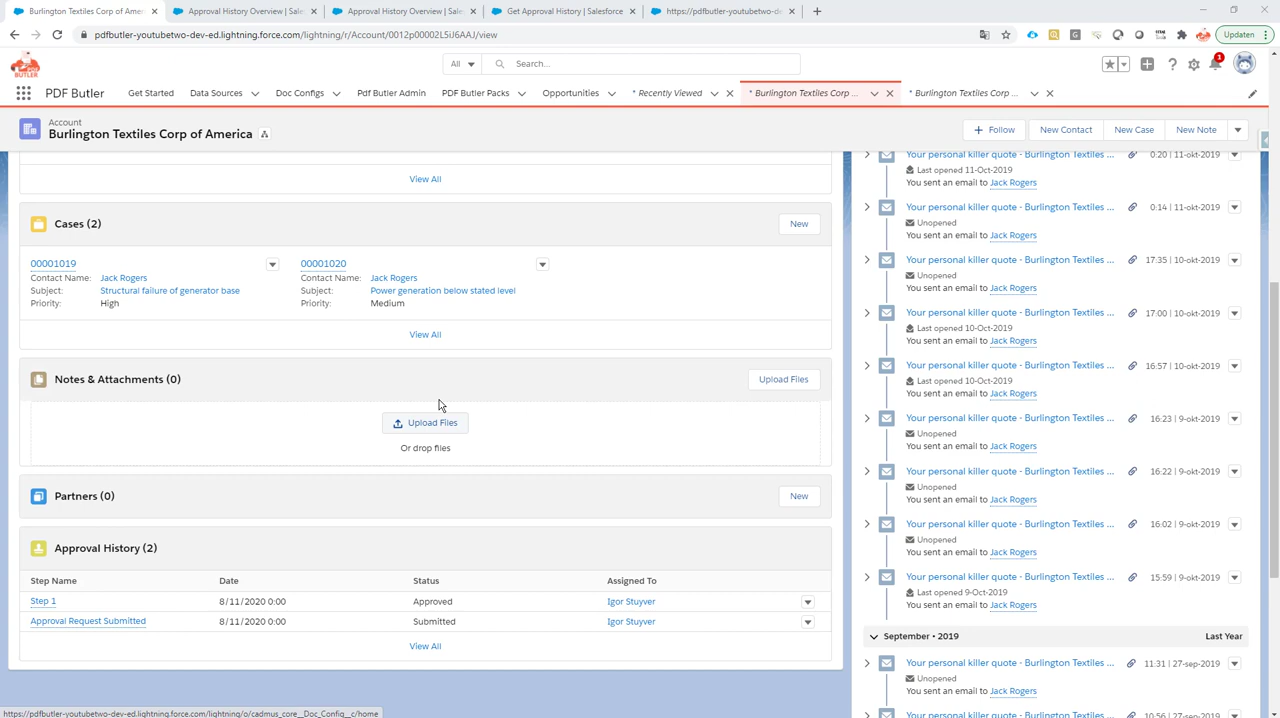 Burlington Textiles Corp of Americ
Approval History Overview | Sales
Approval History Overview | Sales
Get Approval History | Salesforce
https://pdfbutler-youtubetwo-de
pdfbutler-youtubetwo-dev-ed.lightning.force.com/lightning/r/Account/0012p00002L5iJ6AAJ/view
Updaten
PDF
BUTLER
All
Search...
1
PDF Butler
Get Started
Data Sources
Doc Configs
Pdf Butler Admin
PDF Butler Packs
Opportunities
* Recently Viewed
* Burlington Textiles Corp ...
* Burlington Textiles Corp ...
Account
Burlington Textiles Corp of America
Follow
New Contact
New Case
New Note
View All
Cases (2)
New
00001019
Contact Name: Jack Rogers
Subject: Structural failure of generator base
Priority: High
00001020
Contact Name: Jack Rogers
Subject: Power generation below stated level
Priority: Medium
View All
Notes & Attachments (0)
Upload Files
Upload Files
Or drop files
Partners (0)
New
Approval History (2)
Step Name Date Status Assigned To
Step 1 8/11/2020 0:00 Approved Igor Stuyver
Approval Request Submitted 8/11/2020 0:00 Submitted Igor Stuyver
View All
Your personal killer quote - Burlington Textiles ... 0:20 | 11-okt-2019
Last opened 11-Oct-2019
You sent an email to Jack Rogers
Your personal killer quote - Burlington Textiles ... 0:14 | 11-okt-2019
Unopened
You sent an email to Jack Rogers
Your personal killer quote - Burlington Textiles ... 17:35 | 10-okt-2019
Unopened
You sent an email to Jack Rogers
Your personal killer quote - Burlington Textiles ... 17:00 | 10-okt-2019
Last opened 10-Oct-2019
You sent an email to Jack Rogers
Your personal killer quote - Burlington Textiles ... 16:57 | 10-okt-2019
Last opened 10-Oct-2019
You sent an email to Jack Rogers
Your personal killer quote - Burlington Textiles ... 16:23 | 9-okt-2019
Unopened
You sent an email to Jack Rogers
Your personal killer quote - Burlington Textiles ... 16:22 | 9-okt-2019
Unopened
You sent an email to Jack Rogers
Your personal killer quote - Burlington Textiles ... 16:02 | 9-okt-2019
Unopened
You sent an email to Jack Rogers
Your personal killer quote - Burlington Textiles ... 15:59 | 9-okt-2019
Last opened 9-Oct-2019
You sent an email to Jack Rogers
September • 2019 Last Year
Your personal killer quote - Burlington Textiles ... 11:31 | 27-sep-2019
Unopened
You sent an email to Jack Rogers
Your personal killer quote - Burlington Textiles ... 10:56 | 27-sep-2019
https://pdfbutler-youtubetwo-dev-ed.lightning.force.com/lightning/o/cadmus_core__Doc_Config__c/home